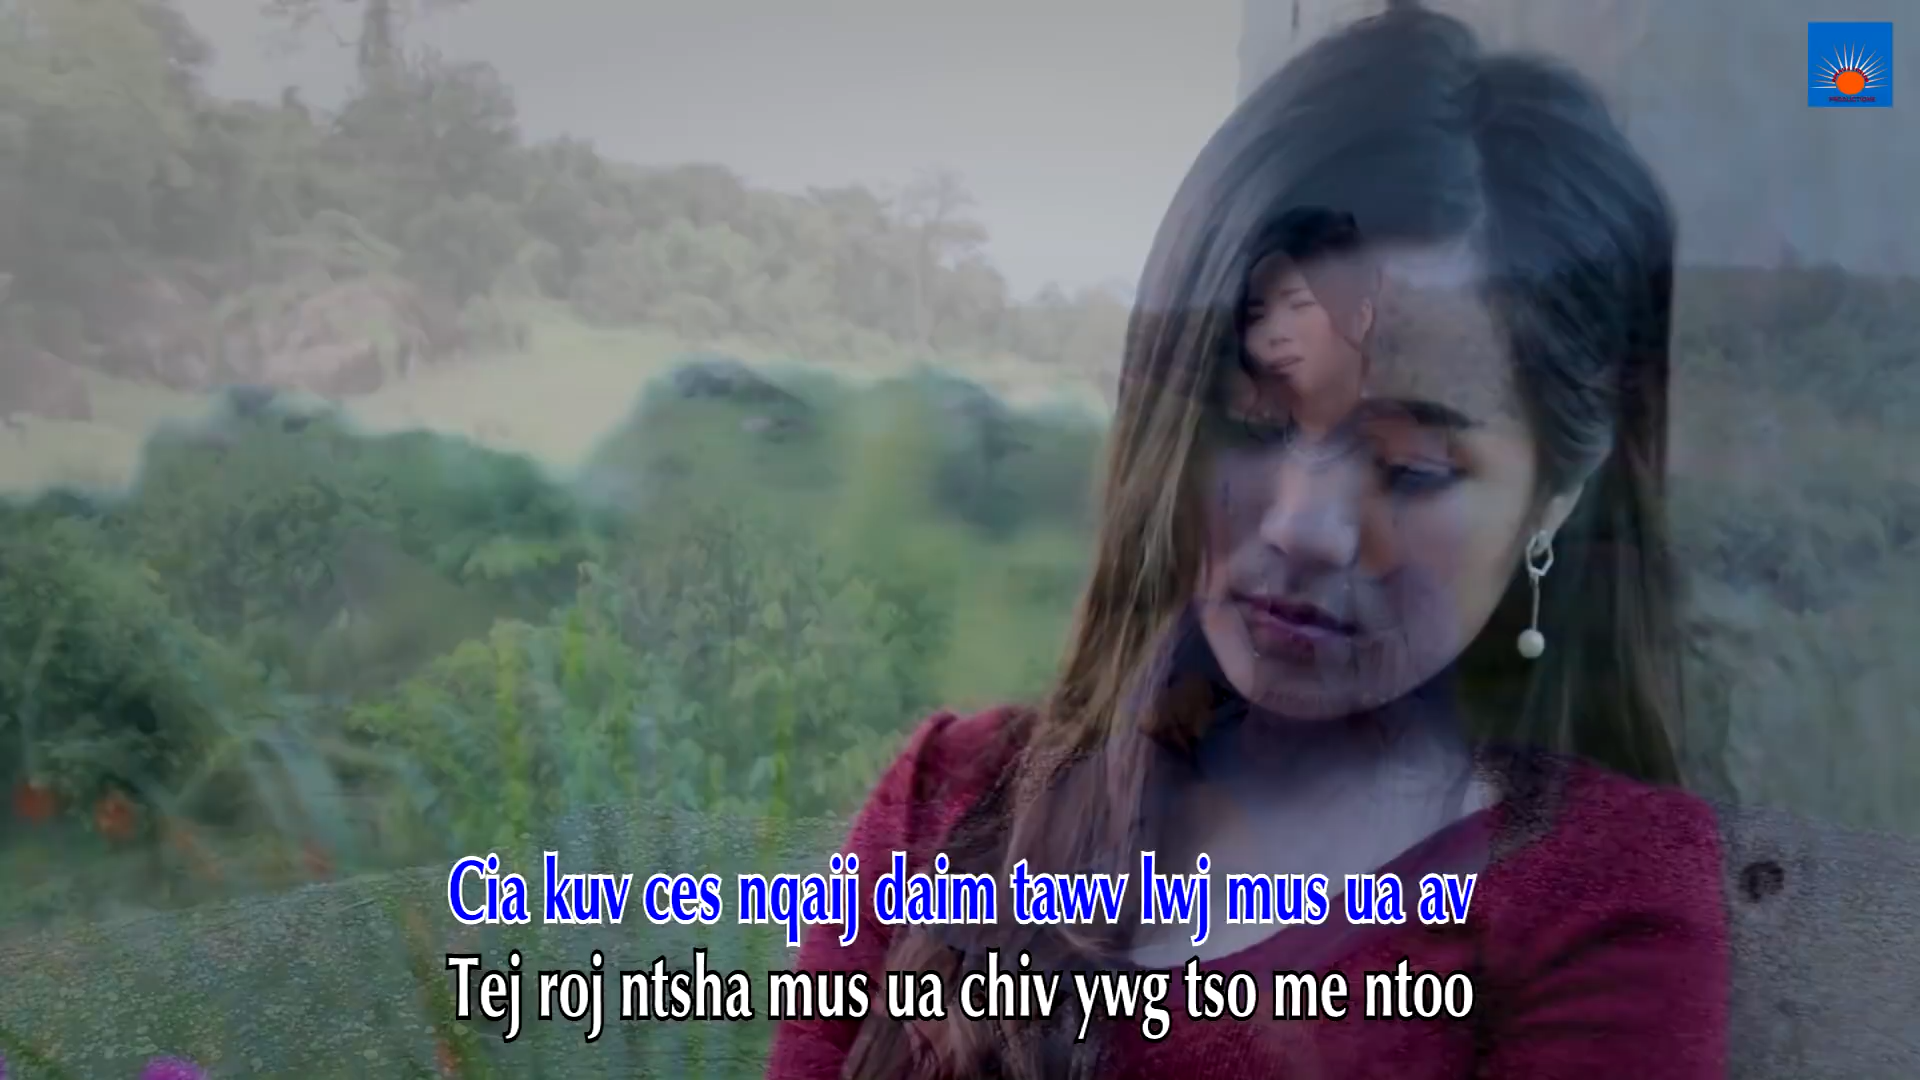 Cia kuv ces nqaij daim tawv lwj mus ua av
Tej roj ntsha mus ua chiv ywg tso me ntoo
PRODUCTIONS